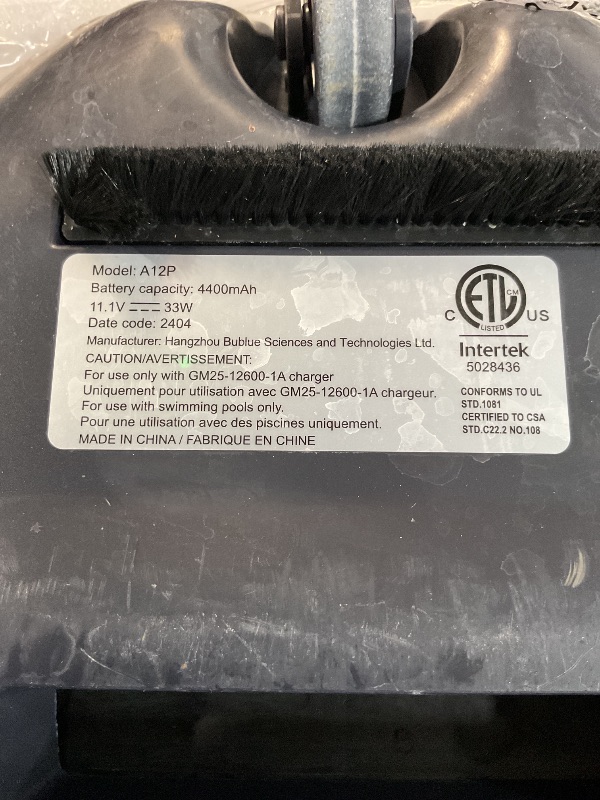 Model: A12P
Battery capacity: 4400mAh
11.1V ⎓ 33W
Date code: 2404
Manufacturer: Hangzhou Bublue Sciences and Technologies Ltd.
CAUTION/AVERTISSEMENT:
For use only with GM25-12600-1A charger
Uniquement pour utilisation avec GM25-12600-1A chargeur.
For use with swimming pools only.
Pour une utilisation avec des piscines uniquement.
MADE IN CHINA / FABRIQUE EN CHINE
ETL CM
LISTED
C US
Intertek
5028436
CONFORMS TO UL
STD.1081
CERTIFIED TO CSA
STD.C22.2 NO.108